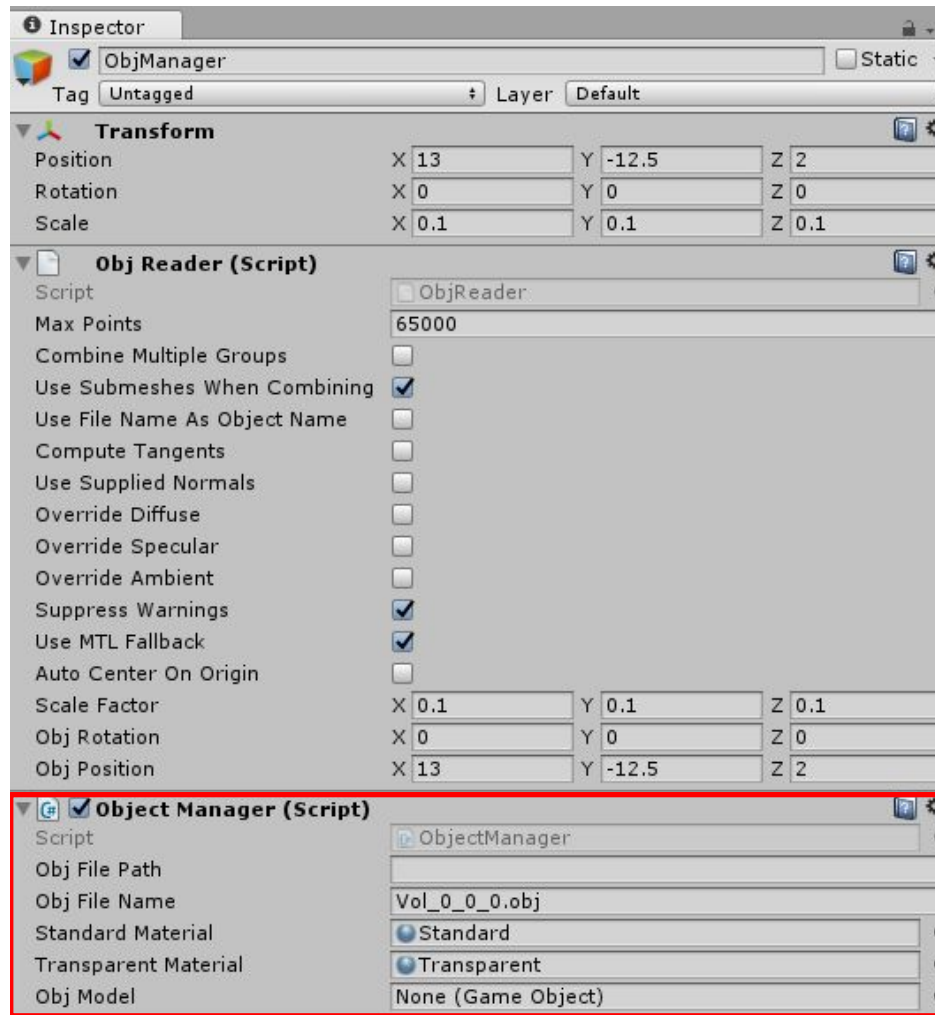 Inspector
ObjManager Static
Tag Untagged Layer Default
Transform
Position X 13 Y -12.5 Z 2
Rotation X 0 Y 0 Z 0
Scale X 0.1 Y 0.1 Z 0.1
Obj Reader (Script)
Script ObjReader
Max Points 65000
Combine Multiple Groups
Use Submeshes When Combining
Use File Name As Object Name
Compute Tangents
Use Supplied Normals
Override Diffuse
Override Specular
Override Ambient
Suppress Warnings
Use MTL Fallback
Auto Center On Origin
Scale Factor X 0.1 Y 0.1 Z 0.1
Obj Rotation X 0 Y 0 Z 0
Obj Position X 13 Y -12.5 Z 2
Object Manager (Script)
Script ObjectManager
Obj File Path
Obj File Name Vol_0_0_0.obj
Standard Material Standard
Transparent Material Transparent
Obj Model None (Game Object)